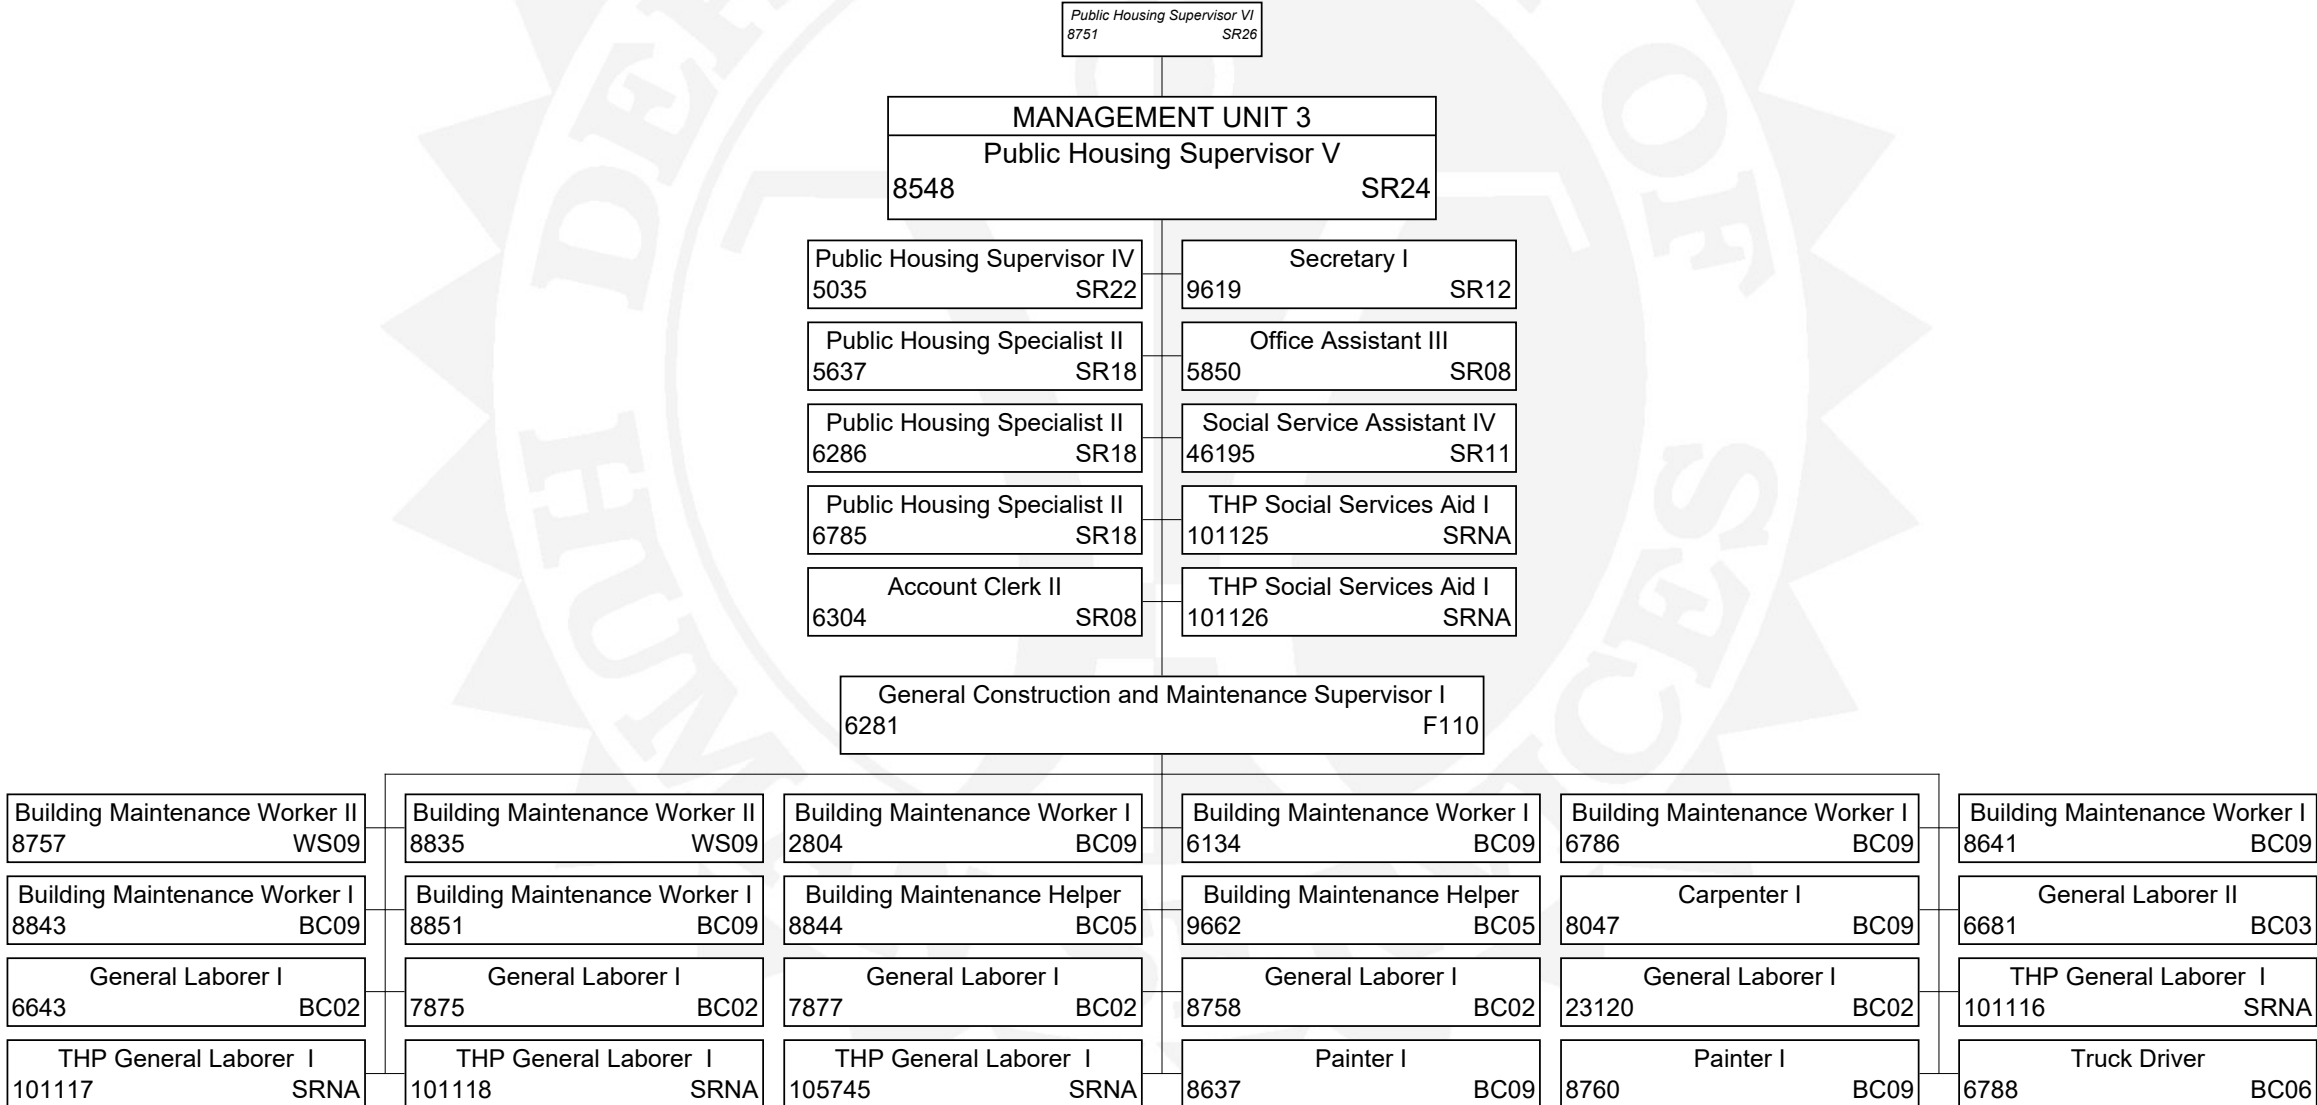 Public Housing Supervisor VI
8751 SR26
MANAGEMENT UNIT 3
Public Housing Supervisor V
8548 SR24
Public Housing Supervisor IV
5035 SR22
Secretary I
9619 SR12
Public Housing Specialist II
5637 SR18
Office Assistant III
5850 SR08
Public Housing Specialist II
6286 SR18
Social Service Assistant IV
46195 SR11
Public Housing Specialist II
6785 SR18
THP Social Services Aid I
101125 SRNA
Account Clerk II
6304 SR08
THP Social Services Aid I
101126 SRNA
General Construction and Maintenance Supervisor I
6281 F110
Building Maintenance Worker II
8757 WS09
Building Maintenance Worker II
8835 WS09
Building Maintenance Worker I
2804 BC09
Building Maintenance Worker I
6134 BC09
Building Maintenance Worker I
6786 BC09
Building Maintenance Worker I
8641 BC09
Building Maintenance Worker I
8843 BC09
Building Maintenance Worker I
8851 BC09
Building Maintenance Helper
8844 BC05
Building Maintenance Helper
9662 BC05
Carpenter I
8047 BC09
General Laborer II
6681 BC03
General Laborer I
6643 BC02
General Laborer I
7875 BC02
General Laborer I
7877 BC02
General Laborer I
8758 BC02
General Laborer I
23120 BC02
THP General Laborer I
101116 SRNA
THP General Laborer I
101117 SRNA
THP General Laborer I
101118 SRNA
THP General Laborer I
105745 SRNA
Painter I
8637 BC09
Painter I
8760 BC09
Truck Driver
6788 BC06